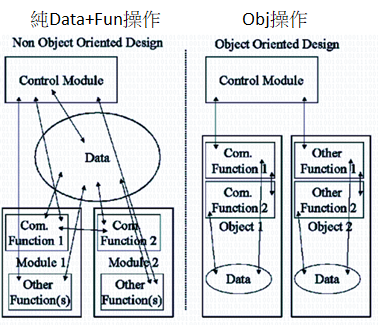 純Data+Fun操作
Obj操作
Non Object Oriented Design
Object Oriented Design
Control Module
Control Module
Data
Com.
Function 1
Com
Function 2
Module 1
Module 2
Other
Function(s)
Other
Function(s)
Com.
Function 1
Com.
Function 2
Object 1
Data
Other
Function 1
Other
Function 2
Object 2
Data